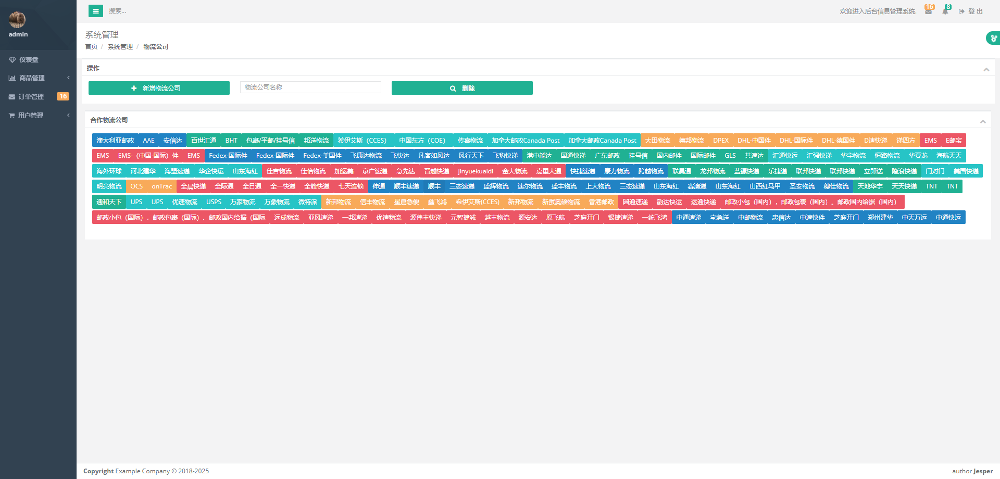 admin
仪表盘
商品管理
订单管理 16
用户管理
搜索...
欢迎进入后台信息管理系统. 16 8 登 出
系统管理
首页 / 系统管理 / 物流公司
操作
新增物流公司 物流公司名称 删除
合作物流公司
澳大利亚邮政 AAE 安信达 百世汇通 BHT 包裹/平邮/挂号信 邦送物流 希伊艾斯（CCES） 中国东方（COE） 传喜物流 加拿大邮政Canada Post 加拿大邮政Canada Post 大田物流 德邦物流 DPEX DHL-中国件 DHL-国际件 DHL-德国件 D速快递 递四方 EMS E邮宝
EMS EMS-（中国-国际）件 EMS Fedex-国际件 Fedex-国际件 Fedex-美国件 飞康达物流 飞快达 凡客如风达 风行天下 飞豹快递 港中能达 国通快递 广东邮政 挂号信 国内邮件 国际邮件 GLS 共速达 汇通快运 汇强快递 华宇物流 恒路物流 华夏龙 海航天天
海外环球 河北建华 海盟速递 华企快运 山东海红 佳吉物流 佳怡物流 加运美 京广速递 急先达 晋越快递 jinyuekuaidi 金大物流 嘉里大通 快捷速递 康力物流 跨越物流 联昊通 龙邦物流 蓝镖快递 乐捷递 联邦快递 联邦快递 立即送 隆浪快递 门对门 美国快递
明亮物流 OCS onTrac 全晨快递 全际通 全日通 全一快递 全峰快递 七天连锁 伸通 顺丰速递 顺丰 三态速递 盛辉物流 速尔物流 盛丰物流 上大物流 三态速递 山东海红 赛澳递 山东海红 山西红马甲 圣安物流 穗佳物流 天地华宇 天天快递 TNT TNT
通和天下 UPS UPS 优速物流 USPS 万家物流 万象物流 微特派 新邦物流 信丰物流 星晨急便 鑫飞鸿 希伊艾斯(CCES) 新邦物流 新蛋奥硕物流 香港邮政 圆通速递 韵达快运 运通快递 邮政小包（国内），邮政包裹（国内）、邮政国内给据（国内）
邮政小包（国际），邮政包裹（国际）、邮政国内给据（国际 远成物流 亚风速递 一邦速递 优速物流 源伟丰快递 元智捷诚 越丰物流 源安达 原飞航 芝麻开门 银捷速递 一统飞鸿 中通速递 宅急送 中邮物流 忠信达 中速快件 芝麻开门 郑州建华 中天万运 中通快运
Copyright Example Company © 2018-2025
author Jesper